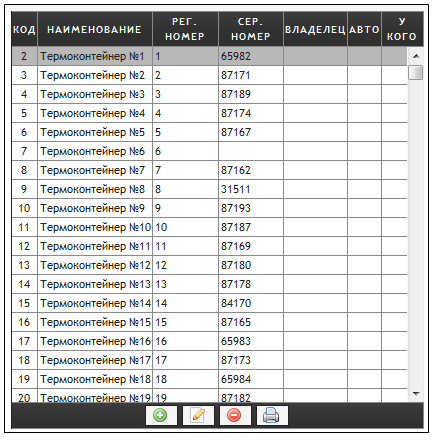 КОД НАИМЕНОВАНИЕ РЕГ. НОМЕР СЕР. НОМЕР ВЛАДЕЛЕЦ АВТО У КОГО
2 Термоконтейнер №1 1 65982
3 Термоконтейнер №2 2 87171
4 Термоконтейнер №3 3 87189
5 Термоконтейнер №4 4 87174
6 Термоконтейнер №5 5 87167
7 Термоконтейнер №6 6
8 Термоконтейнер №7 7 87162
9 Термоконтейнер №8 8 31511
10 Термоконтейнер №9 9 87193
11 Термоконтейнер №10 10 87187
12 Термоконтейнер №11 11 87169
13 Термоконтейнер №12 12 87180
14 Термоконтейнер №13 13 87178
15 Термоконтейнер №14 14 84170
16 Термоконтейнер №15 15 87165
17 Термоконтейнер №16 16 65983
18 Термоконтейнер №17 17 87173
19 Термоконтейнер №18 18 65984
20 Термоконтейнер №19 19 87182